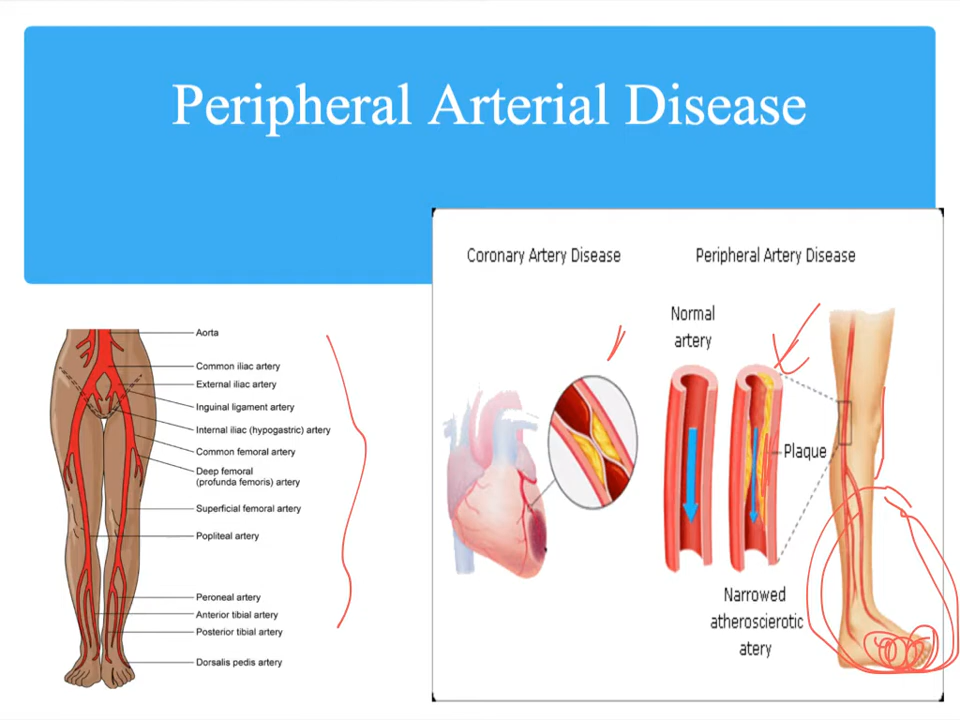 Peripheral Arterial Disease
Coronary Artery Disease
Peripheral Artery Disease
Normal
artery
Plaque
Narrowed
atherosclerotic
atery
Aorta
Common iliac artery
External iliac artery
Inguinal ligament artery
Internal iliac (hypogastric) artery
Common femoral artery
Deep femoral
(profunda femoris) artery
Superficial femoral artery
Popliteal artery
Peroneal artery
Anterior tibial artery
Posterior tibial artery
Dorsalis pedis artery